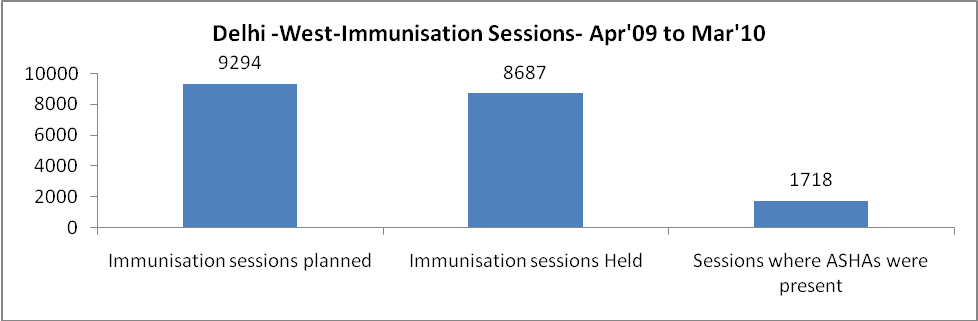 Delhi -West-Immunisation Sessions- Apr'09 to Mar'10
9294
8687
1718
10000
8000
6000
4000
2000
0
Immunisation sessions planned
Immunisation sessions Held
Sessions where ASHAs were
present